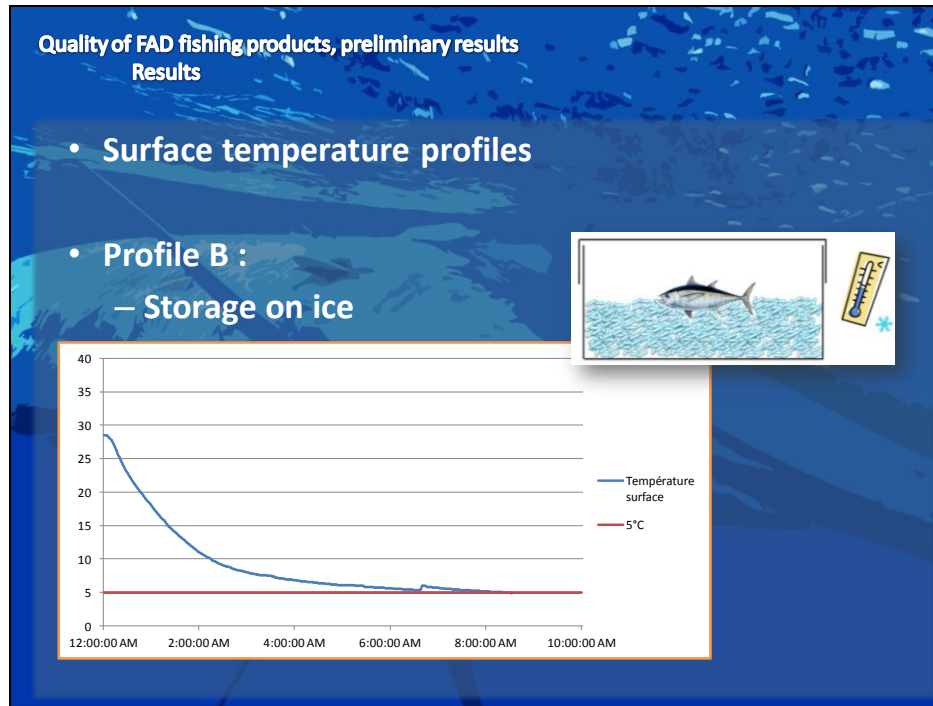 Quality of FAD fishing products, preliminary results
Results
• Surface temperature profiles
• Profile B :
– Storage on ice
40
35
30
25
20
15
10
5
0
12:00:00 AM 2:00:00 AM 4:00:00 AM 6:00:00 AM 8:00:00 AM 10:00:00 AM
Température
surface
5°C